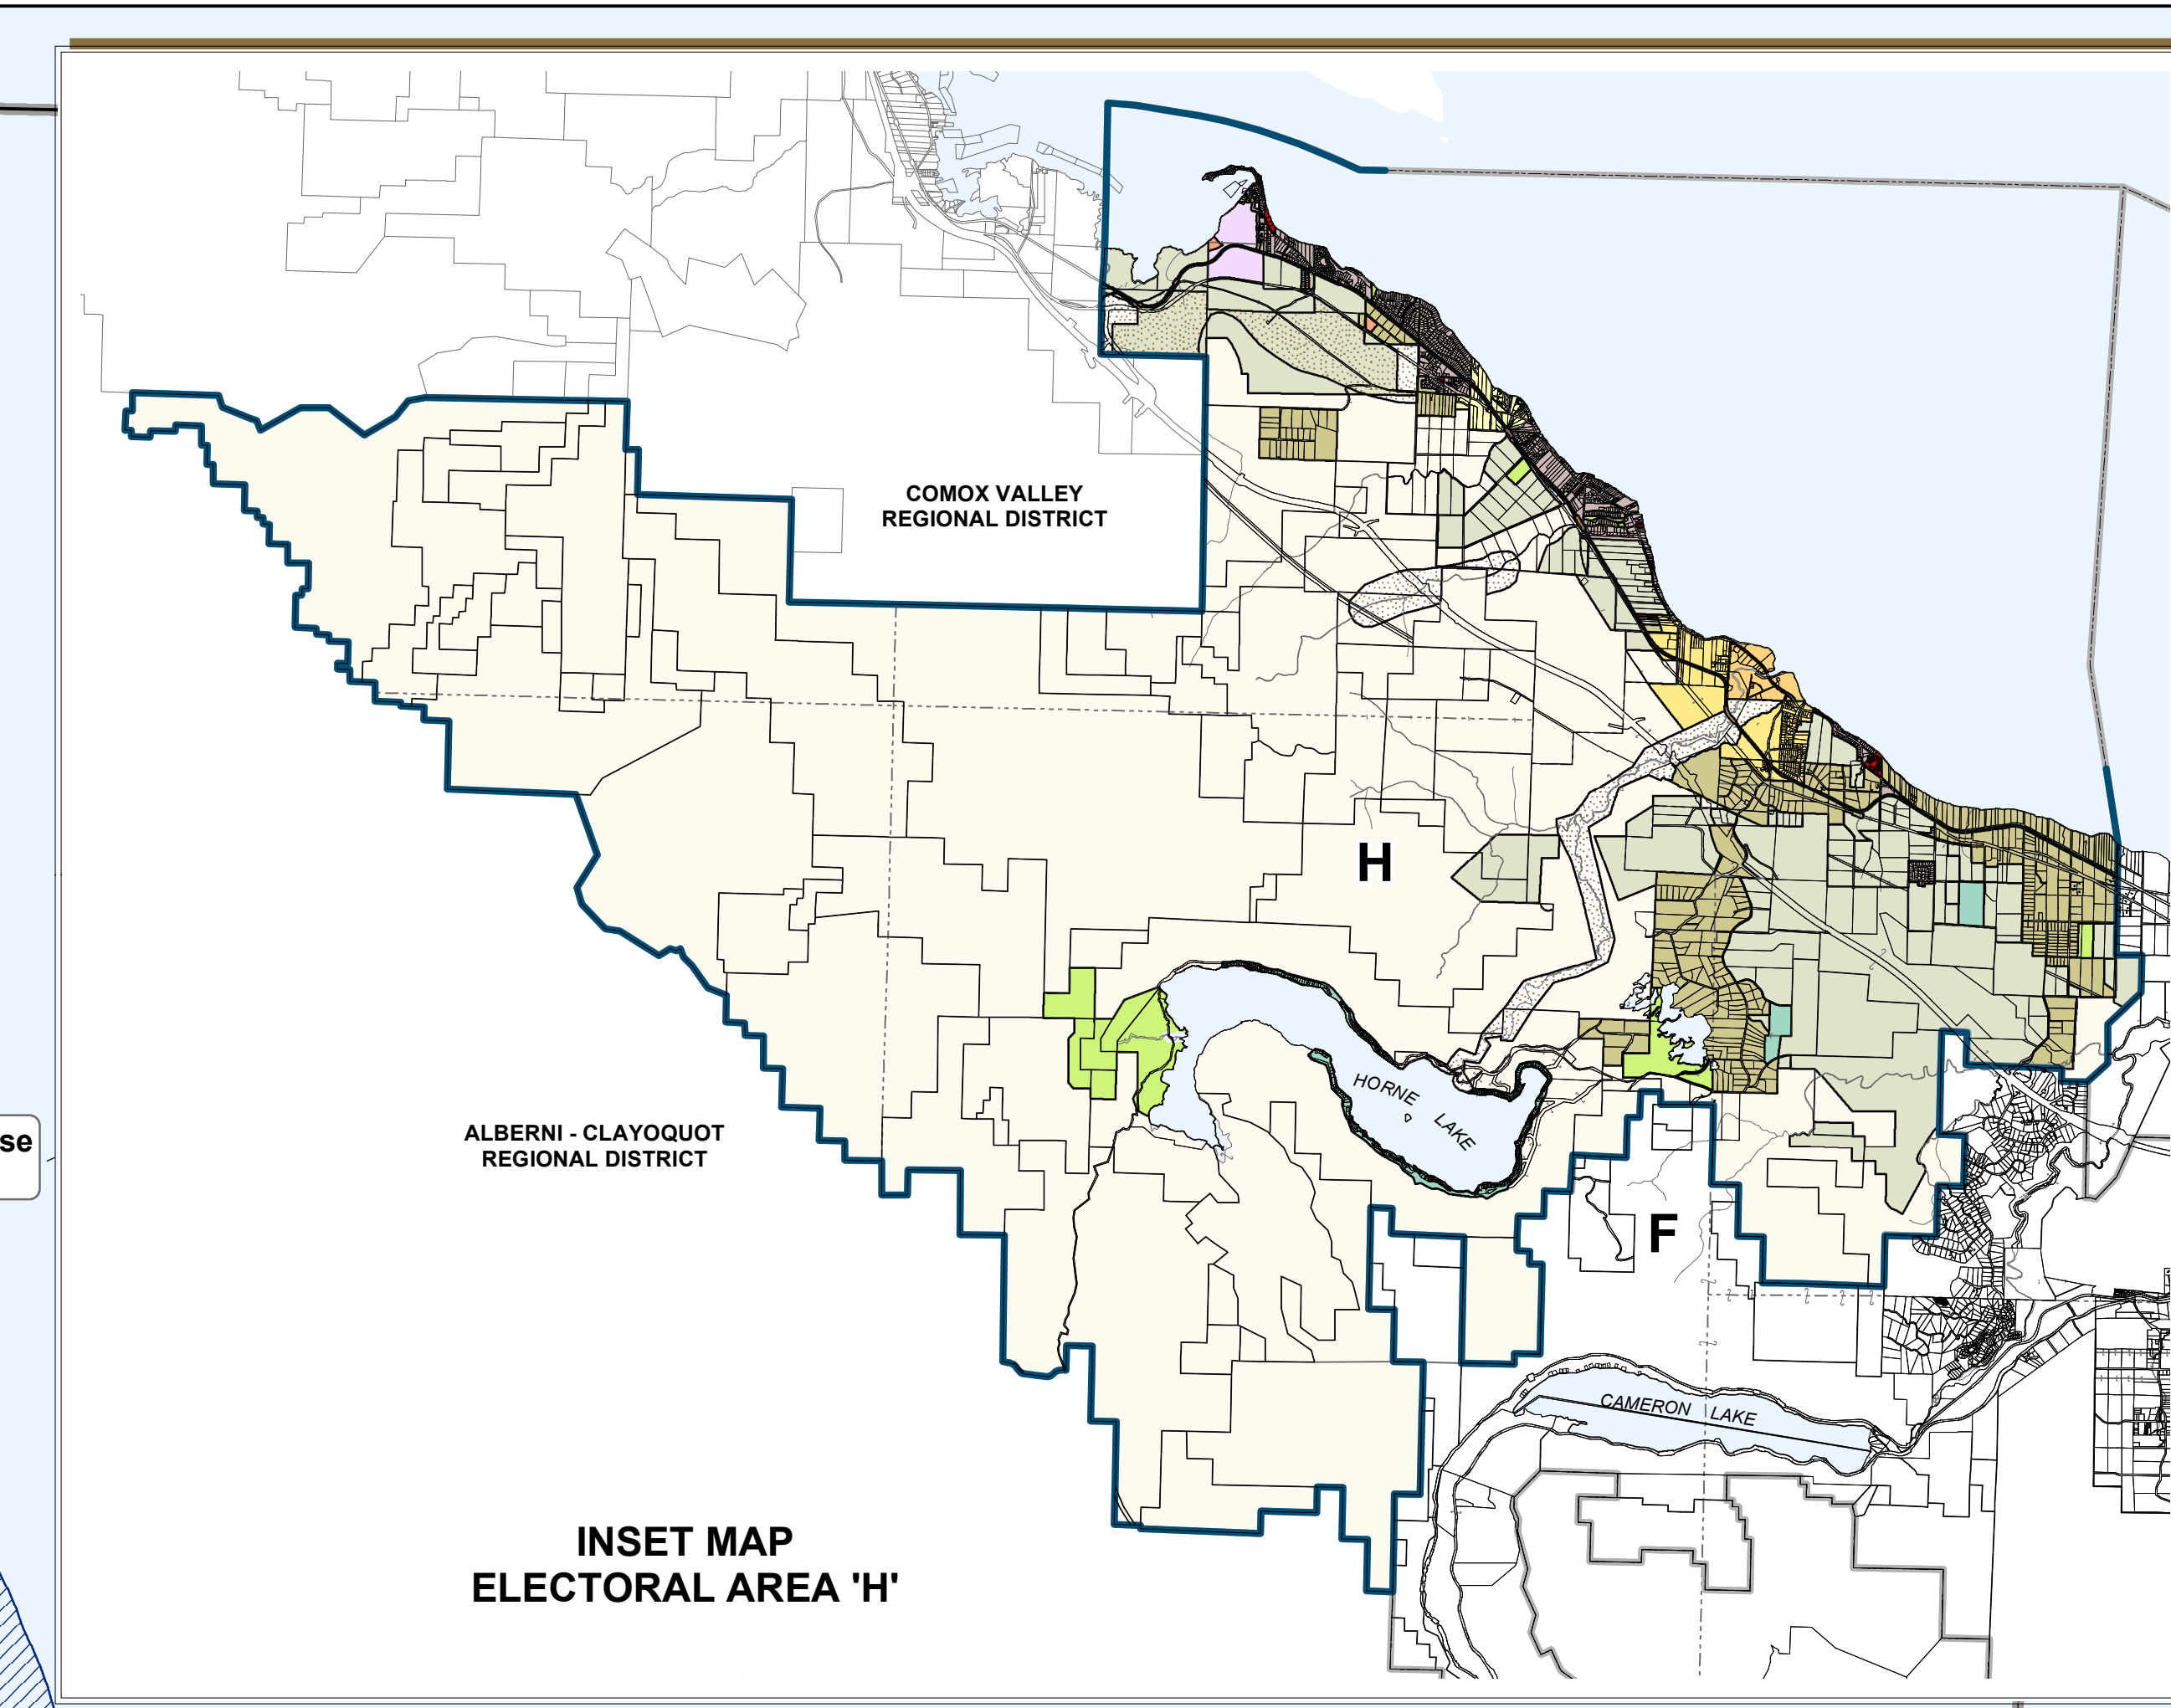 COMOX VALLEY
REGIONAL DISTRICT
H
HORNE LAKE
se
ALBERNI - CLAYOQUOT
REGIONAL DISTRICT
F
CAMERON LAKE
INSET MAP
ELECTORAL AREA 'H'